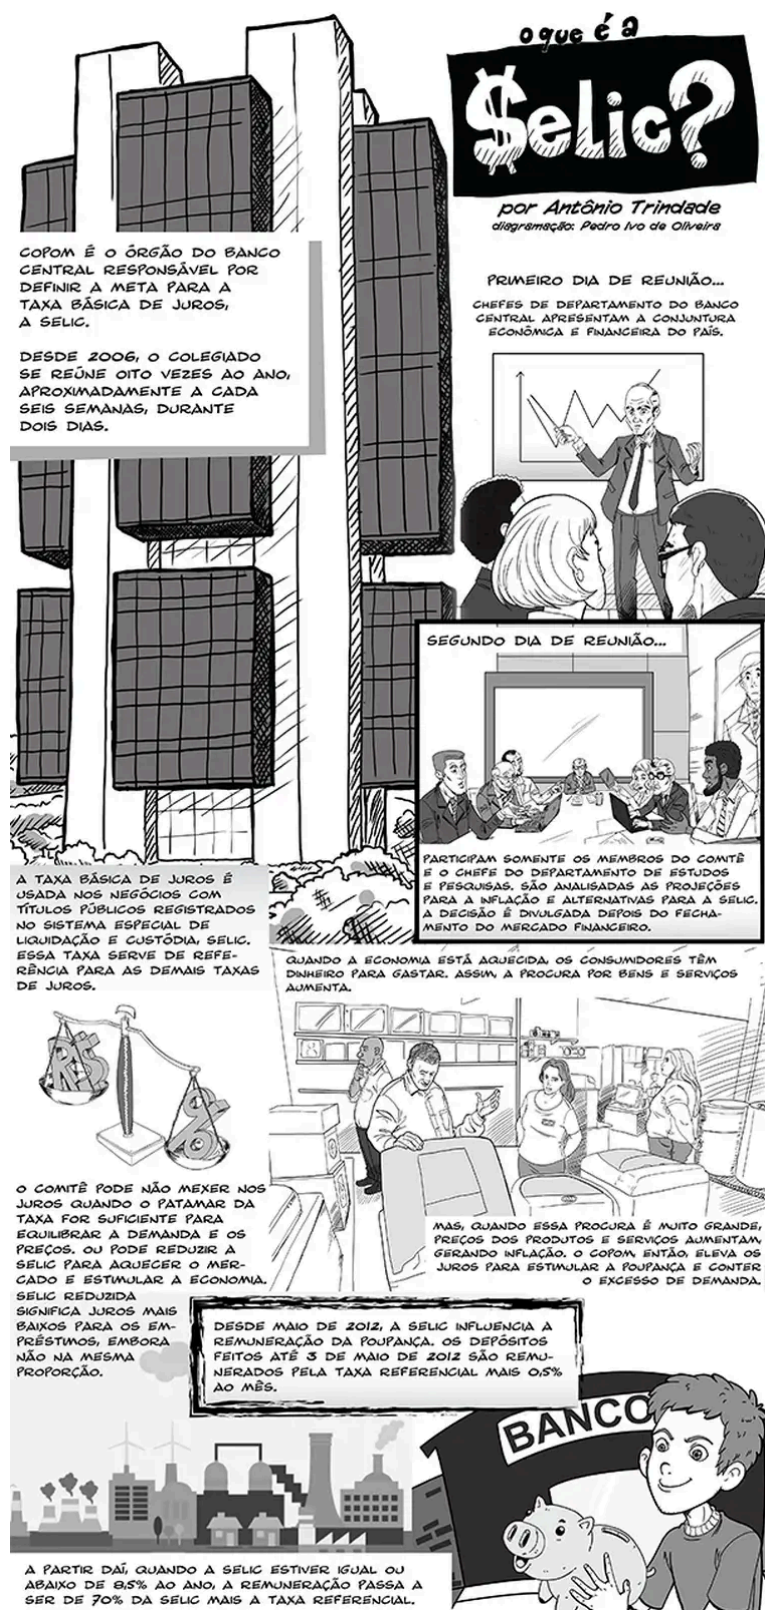 o que é a
$elic?
por Antônio Trindade
diagramação: Pedro Ivo de Oliveira
COPOM É O ÓRGÃO DO BANCO
CENTRAL RESPONSÁVEL POR
DEFINIR A META PARA A
TAXA BÁSICA DE JUROS,
A SELIC.
DESDE 2006, O COLEGIADO
SE REÚNE OITO VEZES AO ANO,
APROXIMADAMENTE A CADA
SEIS SEMANAS, DURANTE
DOIS DIAS.
PRIMEIRO DIA DE REUNIÃO...
CHEFES DE DEPARTAMENTO DO BANCO
CENTRAL APRESENTAM A CONJUNTURA
ECONÔMICA E FINANCEIRA DO PAÍS.
SEGUNDO DIA DE REUNIÃO...
PARTICIPAM SOMENTE OS MEMBROS DO COMITÊ
E O CHEFE DO DEPARTAMENTO DE ESTUDOS
E PESQUISAS. SÃO ANALISADAS AS PROJEÇÕES
PARA A INFLAÇÃO E ALTERNATIVAS PARA A SELIC.
A DECISÃO É DIVULGADA DEPOIS DO FECHA-
MENTO DO MERCADO FINANCEIRO.
A TAXA BÁSICA DE JUROS É
USADA NOS NEGÓCIOS COM
TÍTULOS PÚBLICOS REGISTRADOS
NO SISTEMA ESPECIAL DE
LIQUIDAÇÃO E CUSTÓDIA, SELIC.
ESSA TAXA SERVE DE REFE-
RÊNCIA PARA AS DEMAIS TAXAS
DE JUROS.
QUANDO A ECONOMIA ESTÁ AQUECIDA, OS CONSUMIDORES TÊM
DINHEIRO PARA GASTAR. ASSIM, A PROCURA POR BENS E SERVIÇOS
AUMENTA.
R$
%
MAS, QUANDO ESSA PROCURA É MUITO GRANDE,
PREÇOS DOS PRODUTOS E SERVIÇOS AUMENTAM,
GERANDO INFLAÇÃO. O COPOM, ENTÃO, ELEVA OS
JUROS PARA ESTIMULAR A POUPANÇA E CONTER
O EXCESSO DE DEMANDA.
O COMITÊ PODE NÃO MEXER NOS
JUROS QUANDO O PATAMAR DA
TAXA FOR SUFICIENTE PARA
EQUILIBRAR A DEMANDA E OS
PREÇOS. OU PODE REDUZIR A
SELIC PARA AQUECER O MER-
CADO E ESTIMULAR A ECONOMIA.
SELIC REDUZIDA
SIGNIFICA JUROS MAIS
BAIXOS PARA OS EM-
PRÉSTIMOS, EMBORA
NÃO NA MESMA
PROPORÇÃO.
DESDE MAIO DE 2012, A SELIC INFLUENCIA A
REMUNERAÇÃO DA POUPANÇA. OS DEPÓSITOS
FEITOS ATÉ 3 DE MAIO DE 2012 SÃO REMU-
NERADOS PELA TAXA REFERENCIAL MAIS 0,5%
AO MÊS.
BANCO
A PARTIR DAÍ, QUANDO A SELIC ESTIVER IGUAL OU
ABAIXO DE 8,5% AO ANO, A REMUNERAÇÃO PASSA A
SER DE 70% DA SELIC MAIS A TAXA REFERENCIAL.